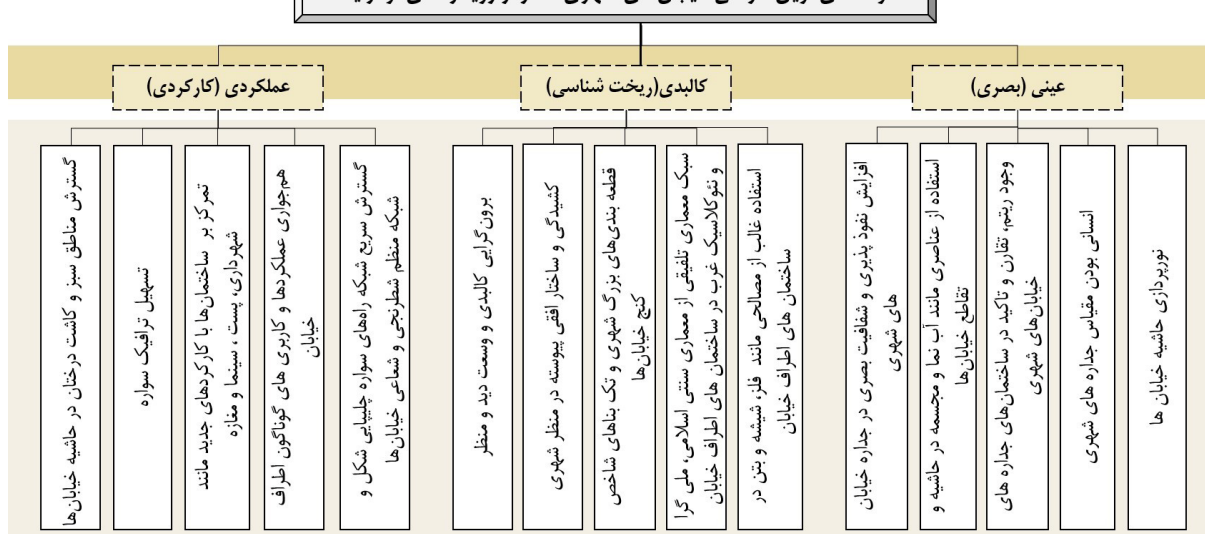 عینی (بصری)
نورپردازی حاشیه خیابان ها
انسانی بودن مقیاس جداره های شهری
وجود ریتم، تقارن و تاکید در ساختمان‌های جداره های
خیابان‌های شهری
استفاده از عناصری مانند آب نما و مجسمه در حاشیه و
تقاطع خیابان‌ها
افزایش نفوذ پذیری و شفافیت بصری در جداره خیابان
های شهری
کالبدی(ریخت شناسی)
استفاده غالب از مصالحی مانند فلز، شیشه و بتن در
ساختمان های اطراف خیابان
سبک معماری تلفیقی از معماری سنتی اسلامی، ملی گرا
و نئوکلاسیک غرب در ساختمان های اطراف خیابان
قطعه بندی‌های بزرگ شهری و تک بناهای شاخص
کنج خیابان‌ها
کشیدگی و ساختار افقی پیوسته در منظر شهری
برون‌گرایی کالبدی و وسعت دید و منظر
عملکردی (کارکردی)
گسترش سریع شبکه راه‌های سواره چلیپایی شکل و
شبکه منظم شطرنجی و شعاعی خیابان‌ها
هم‌جواری عملکردها و کاربری های گوناگون اطراف
خیابان
تمرکز بر ساختمان‌ها با کارکردهای جدید مانند
شهرداری، پست ، سینما و مغازه
تسهیل ترافیک سواره
گسترش مناطق سبز و کاشت درختان در حاشیه خیابان‌ها